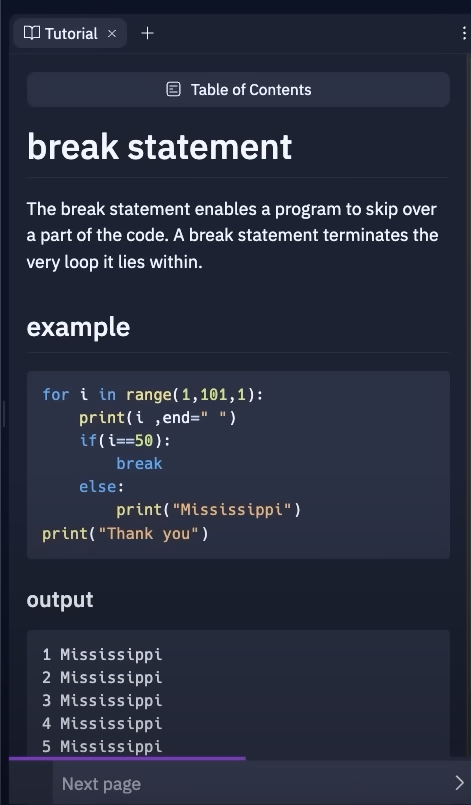 Tutorial
Table of Contents
break statement
The break statement enables a program to skip over
a part of the code. A break statement terminates the
very loop it lies within.
example
for i in range(1,101,1):
    print(i ,end=" ")
    if(i==50):
        break
    else:
        print("Mississippi")
print("Thank you")
output
1 Mississippi
2 Mississippi
3 Mississippi
4 Mississippi
5 Mississippi
Next page